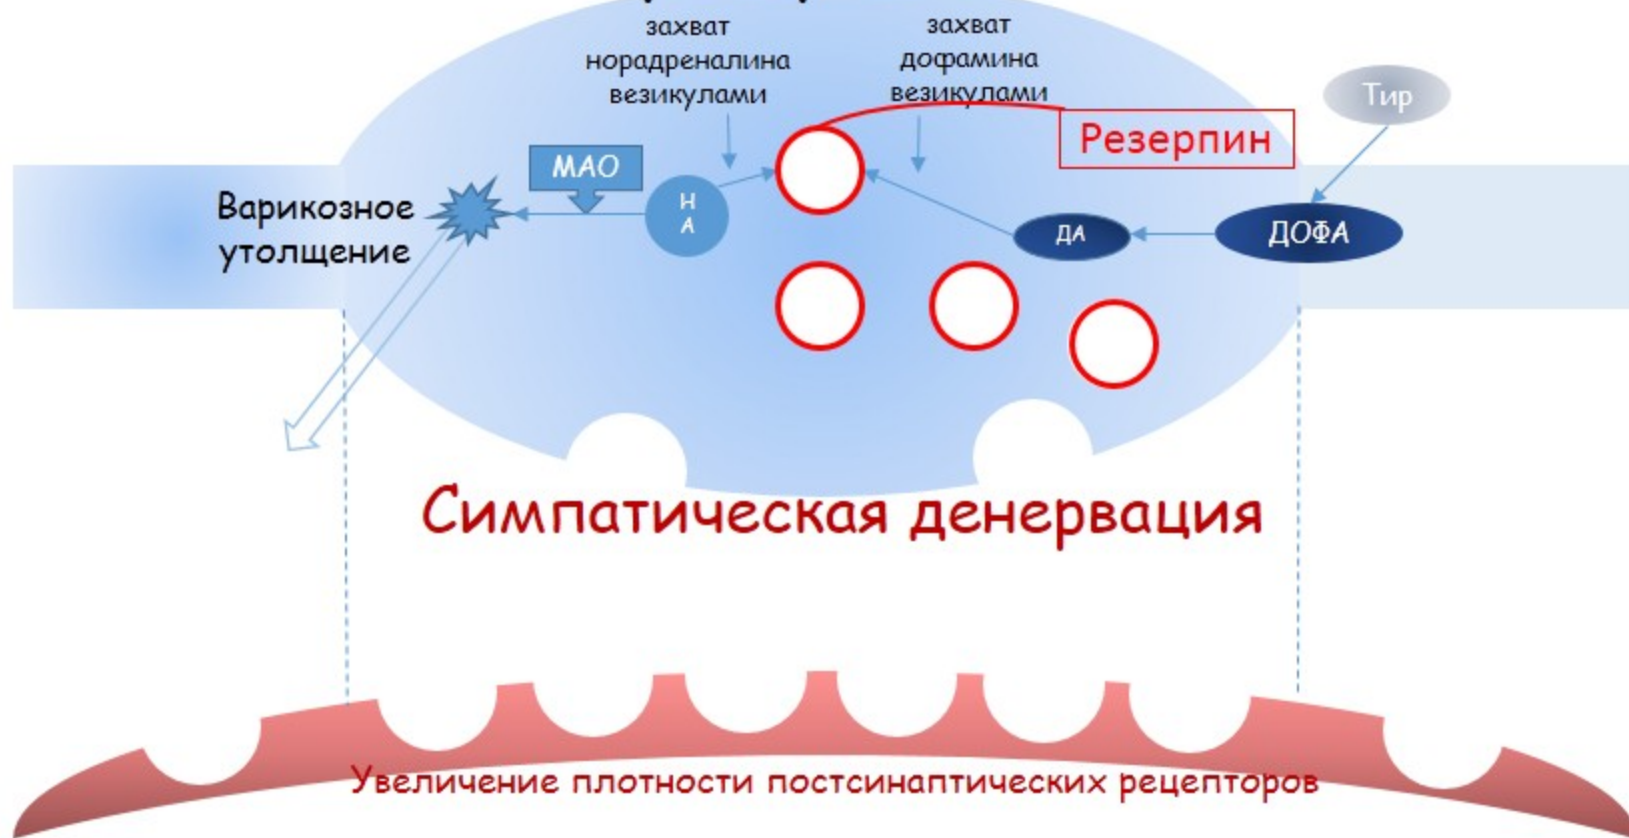 захват
норадреналина
везикулами
захват
дофамина
везикулами
Тир
Резерпин
МАО
Н
А
Варикозное
утолщение
ДА
ДОФА
Симпатическая денервация
Увеличение плотности постсинаптических рецепторов